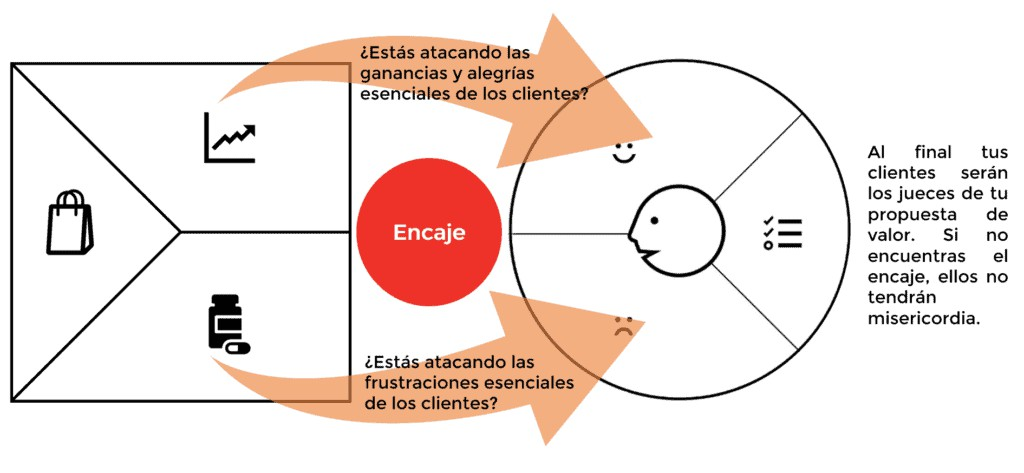 ¿Estás atacando las
ganancias y alegrías
esenciales de los clientes?
Encaje
¿Estás atacando las
frustraciones esenciales
de los clientes?
Al final tus
clientes serán
los jueces de tu
propuesta de
valor. Si no
encuentras el
encaje, ellos no
tendrán
misericordia.